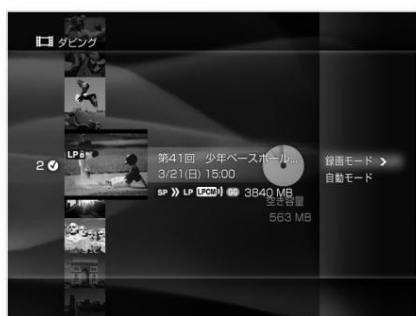 ダビング
LP
2
第41回 少年ベースボール...
3/21(日) 15:00
SP LP LPCM 3840 MB
空き容量
563 MB
録画モード
自動モード